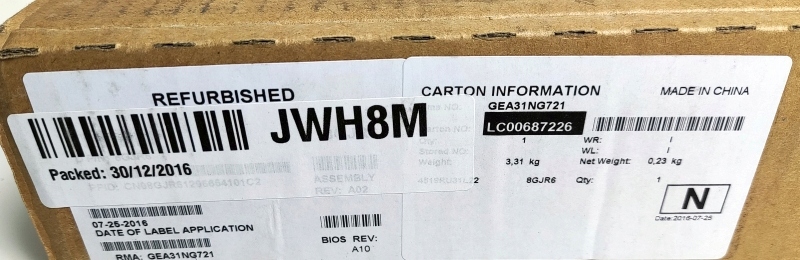 REFURBISHED
JWH8M
Packed: 30/12/2016
ASSEMBLY
REV: A02
07-25-2016
DATE OF LABEL APPLICATION
RMA: GEA31NG721
BIOS REV:
A10
CARTON INFORMATION
MADE IN CHINA
GEA31NG721
LC00687226
Qty: 1 WR: I
WL: I
Weight: 3,31 kg Net Weight: 0,23 kg
8GJR6 Qty: 1
N
Date:2016-07-25